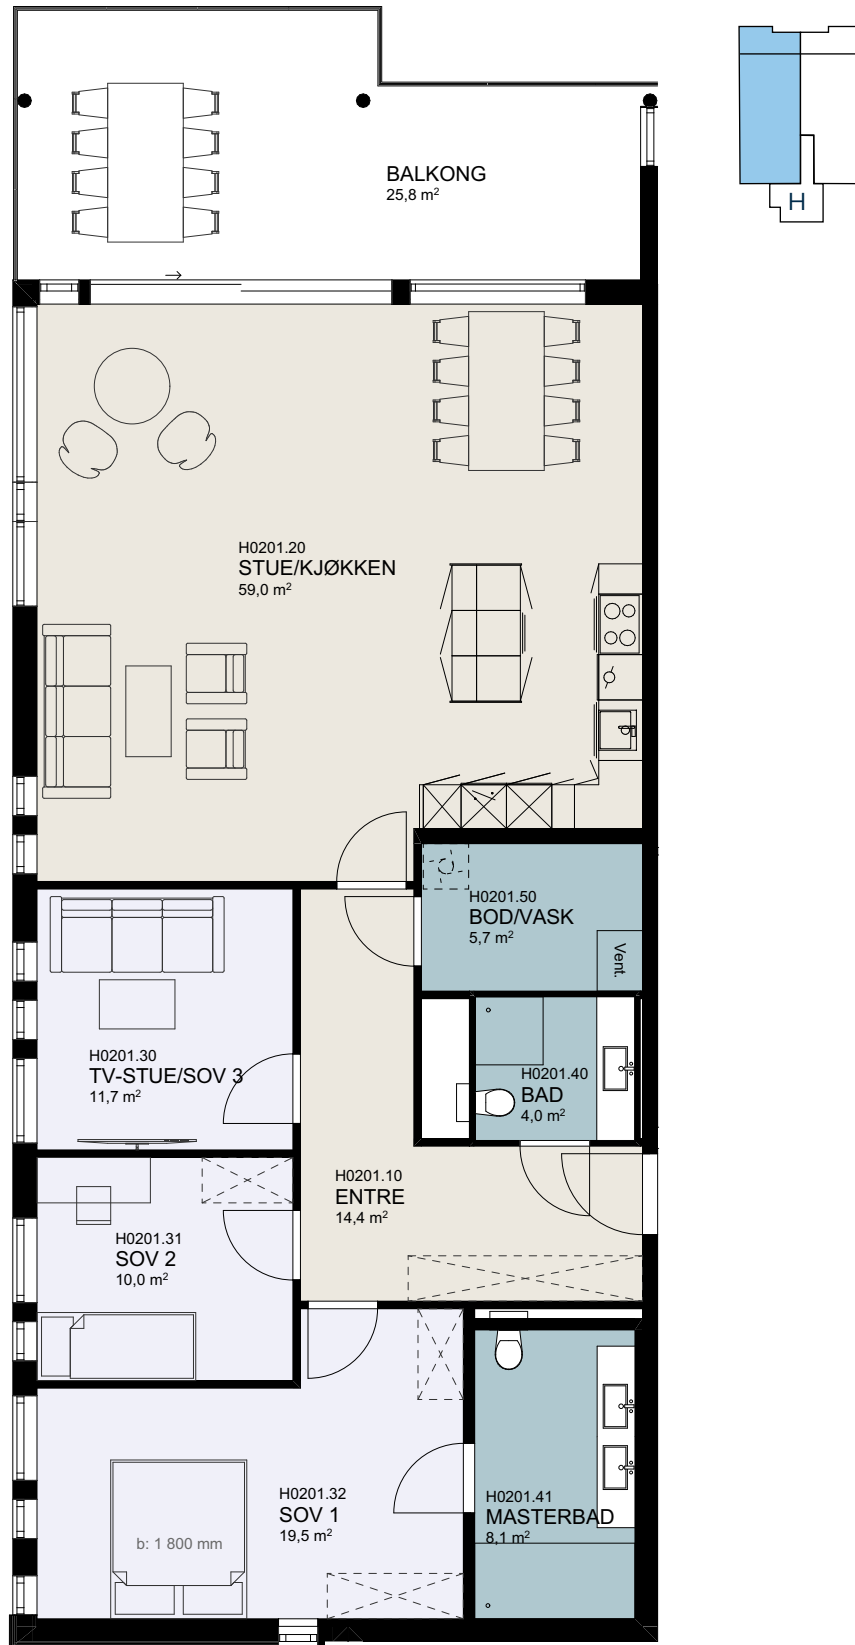 H
BALKONG
25,8 m²
H0201.20
STUE/KJØKKEN
59,0 m²
H0201.50
BOD/VASK
5,7 m²
Vent.
H0201.30
TV-STUE/SOV 3
11,7 m²
H0201.40
BAD
4,0 m²
H0201.10
ENTRE
14,4 m²
H0201.31
SOV 2
10,0 m²
H0201.32
SOV 1
19,5 m²
H0201.41
MASTERBAD
8,1 m²
b: 1 800 mm